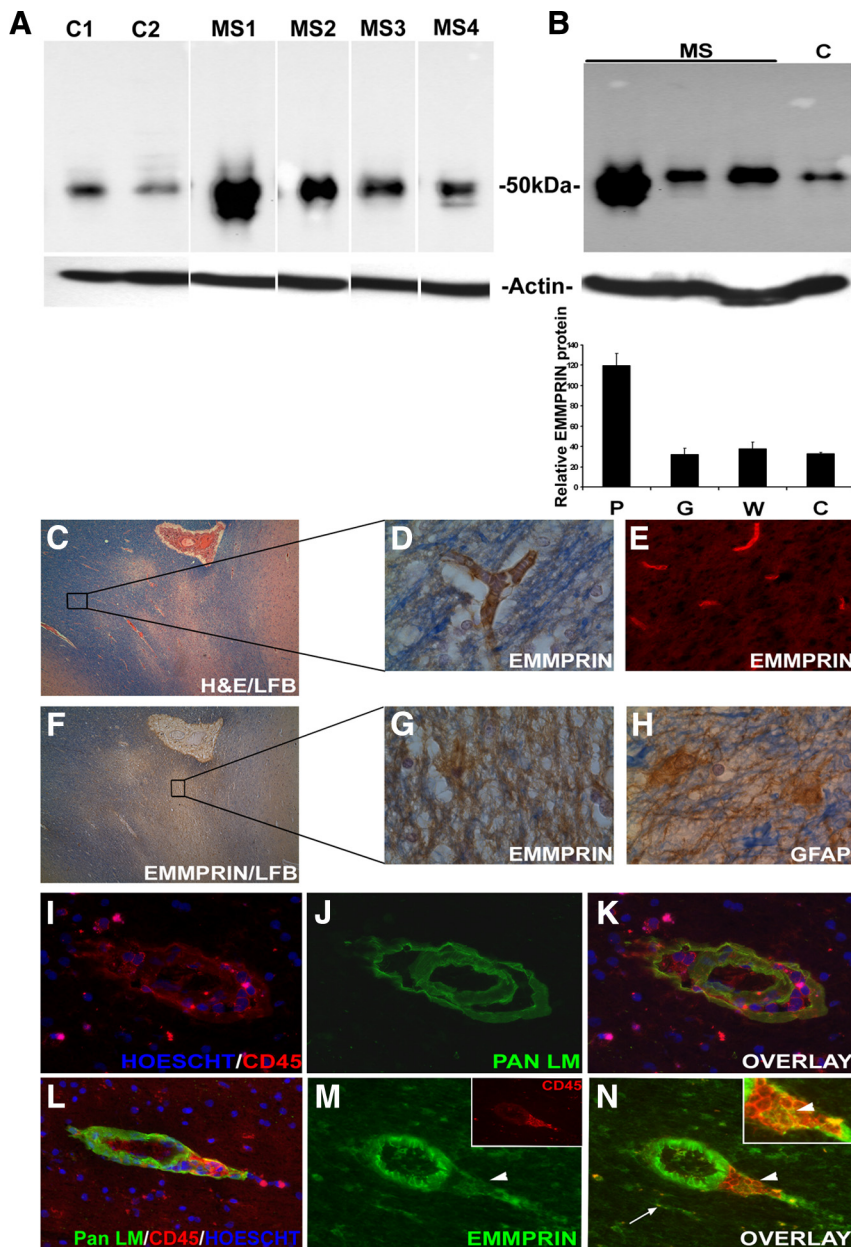 A
C1 C2 MS1 MS2 MS3 MS4
B
MS C
-50kDa-
-Actin-
Relative EMMPRIN protein
140
120
100
80
60
40
20
0
P G W C
C
H&E/LFB
D
EMMPRIN
E
EMMPRIN
F
EMMPRIN/LFB
G
EMMPRIN
H
GFAP
I
HOESCHT/CD45
J
PAN LM
K
OVERLAY
L
Pan LM/CD45/HOESCHT
M
CD45
EMMPRIN
N
OVERLAY